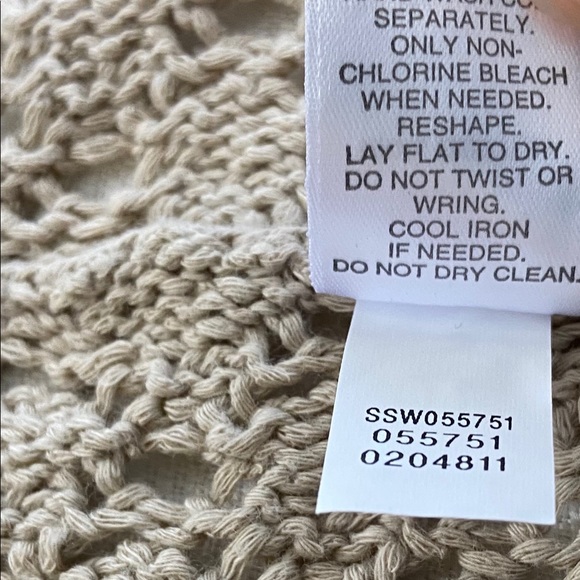 SEPARATELY.
ONLY NON-
CHLORINE BLEACH
WHEN NEEDED.
RESHAPE.
LAY FLAT TO DRY.
DO NOT TWIST OR
WRING.
COOL IRON
IF NEEDED.
DO NOT DRY CLEAN.
SSW055751
055751
0204811